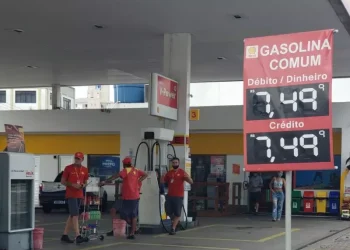 GASOLINA
COMUM
Débito / Dinheiro
7,49⁹
Crédito
7,49⁹